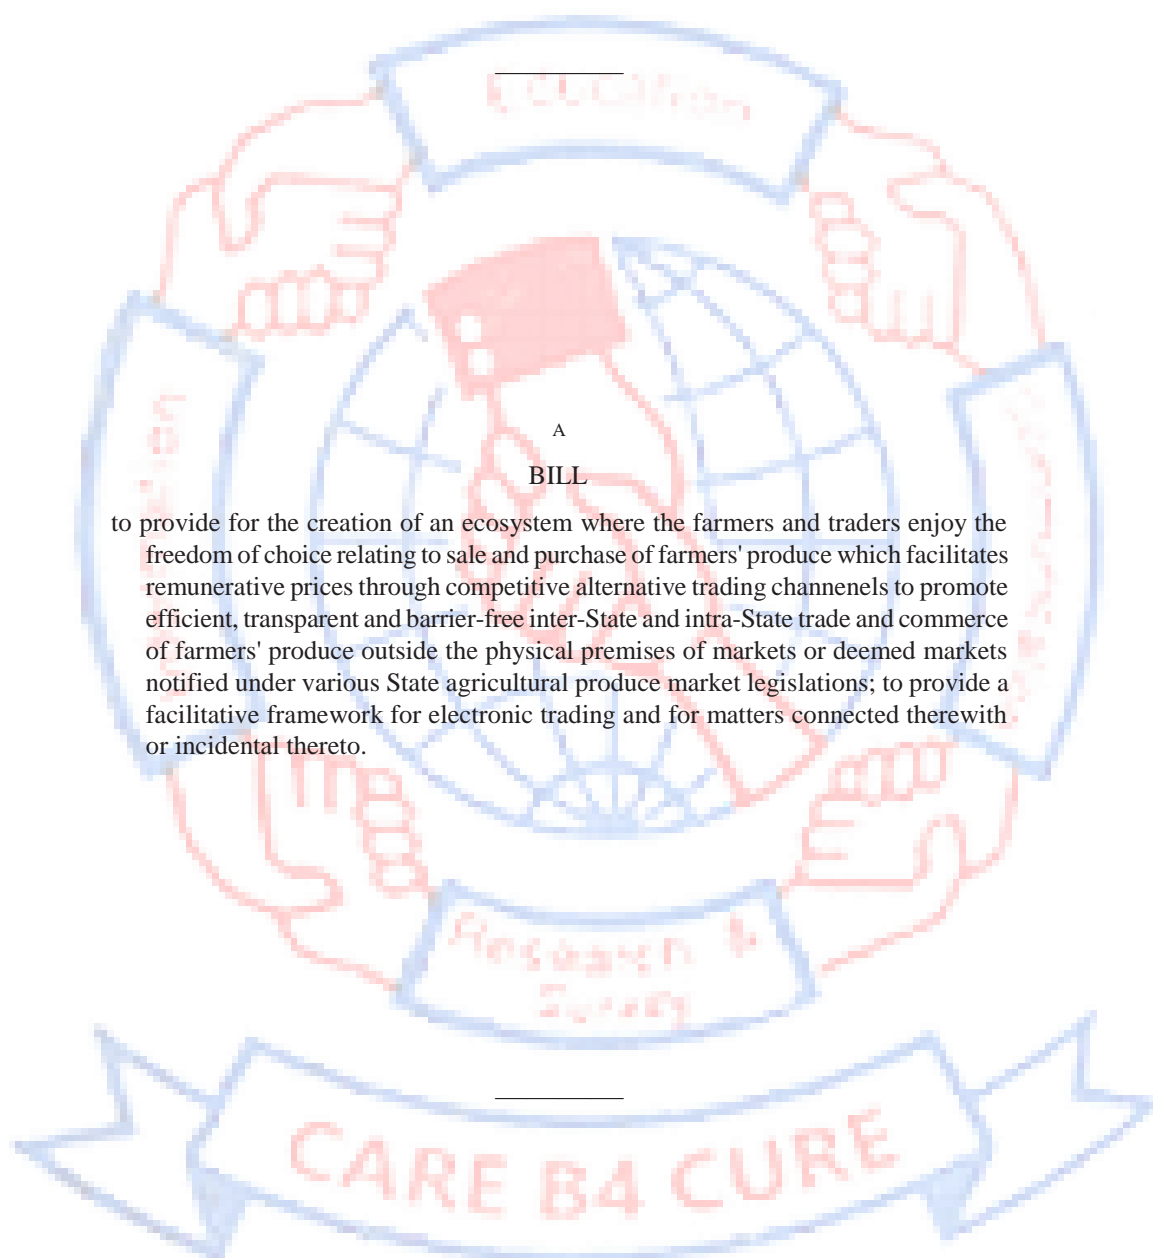 Education
A
BILL
to provide for the creation of an ecosystem where the farmers and traders enjoy the
freedom of choice relating to sale and purchase of farmers' produce which facilitates
remunerative prices through competitive alternative trading channenels to promote
efficient, transparent and barrier-free inter-State and intra-State trade and commerce
of farmers' produce outside the physical premises of markets or deemed markets
notified under various State agricultural produce market legislations; to provide a
facilitative framework for electronic trading and for matters connected therewith
or incidental thereto.
Research &
Survey
CARE B4 CURE